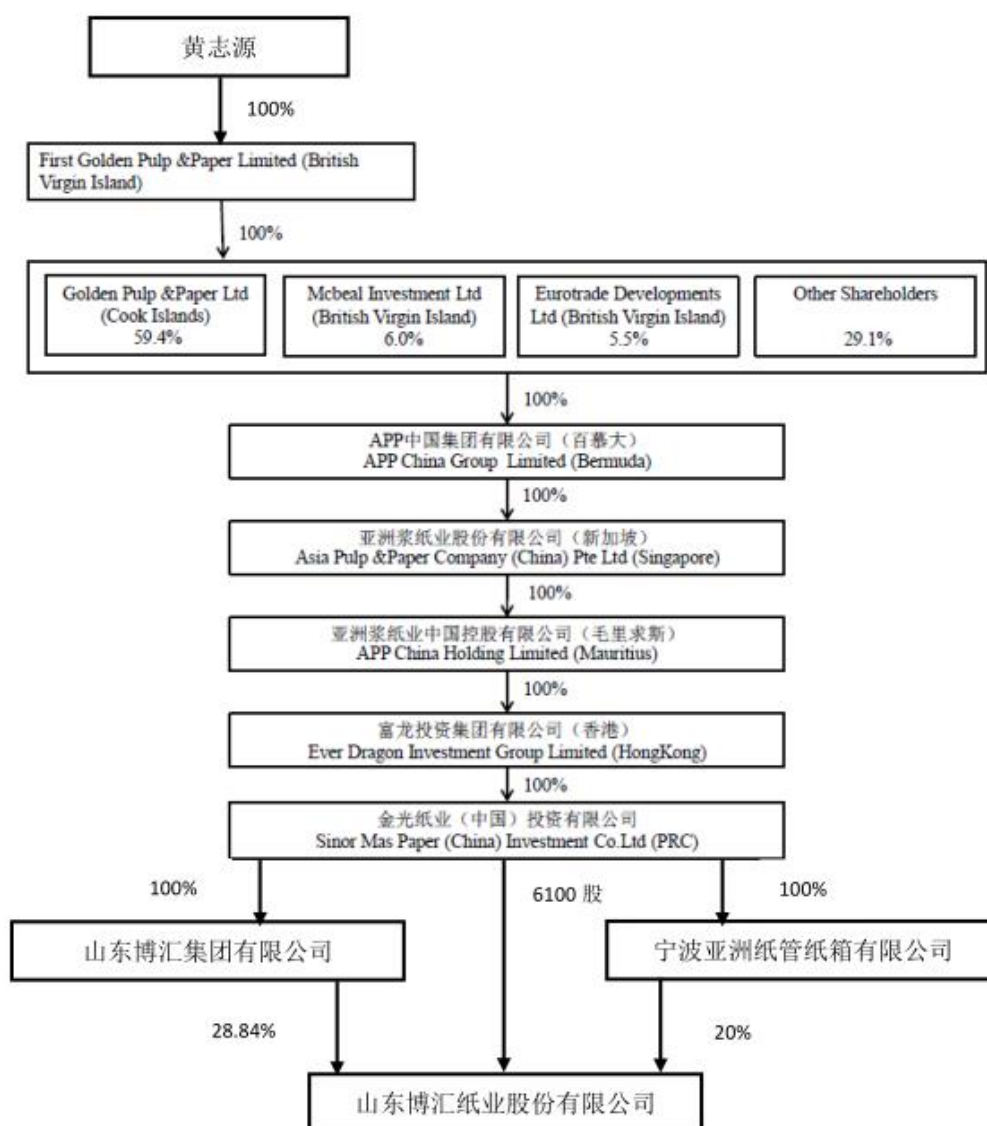 黄志源
100%
First Golden Pulp &Paper Limited (British
Virgin Island)
100%
Golden Pulp &Paper Ltd
(Cook Islands)
59.4%
Mcbeal Investment Ltd
(British Virgin Island)
6.0%
Eurotrade Developments
Ltd (British Virgin Island)
5.5%
Other Shareholders
29.1%
100%
APP中国集团有限公司（百慕大）
APP China Group Limited (Bermuda)
100%
亚洲浆纸业股份有限公司（新加坡）
Asia Pulp &Paper Company (China) Pte Ltd (Singapore)
100%
亚洲浆纸业中国控股有限公司（毛里求斯）
APP China Holding Limited (Mauritius)
100%
富龙投资集团有限公司（香港）
Ever Dragon Investment Group Limited (HongKong)
100%
金光纸业（中国）投资有限公司
Sinor Mas Paper (China) Investment Co.Ltd (PRC)
100%
6100 股
100%
山东博汇集团有限公司
宁波亚洲纸管纸箱有限公司
28.84%
20%
山东博汇纸业股份有限公司